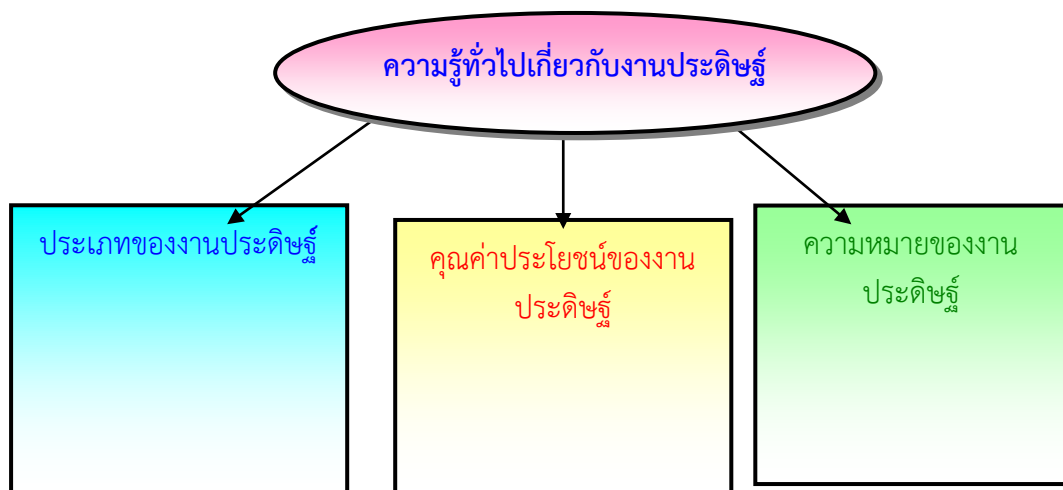 ความรู้ทั่วไปเกี่ยวกับงานประดิษฐ์
ประเภทของงานประดิษฐ์
คุณค่าประโยชน์ของงาน
ประดิษฐ์
ความหมายของงาน
ประดิษฐ์